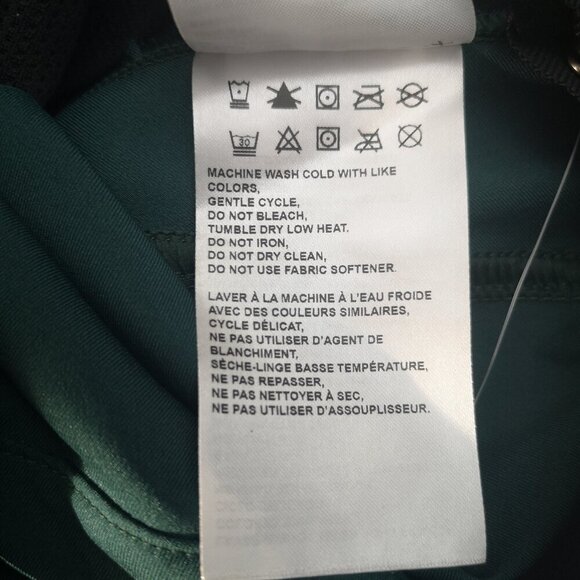 30
MACHINE WASH COLD WITH LIKE
COLORS,
GENTLE CYCLE,
DO NOT BLEACH,
TUMBLE DRY LOW HEAT.
DO NOT IRON,
DO NOT DRY CLEAN,
DO NOT USE FABRIC SOFTENER.
LAVER À LA MACHINE À L'EAU FROIDE
AVEC DES COULEURS SIMILAIRES,
CYCLE DÉLICAT,
NE PAS UTILISER D'AGENT DE
BLANCHIMENT,
SÈCHE-LINGE BASSE TEMPÉRATURE,
NE PAS REPASSER,
NE PAS NETTOYER À SEC,
NE PAS UTILISER D'ASSOUPLISEUR.